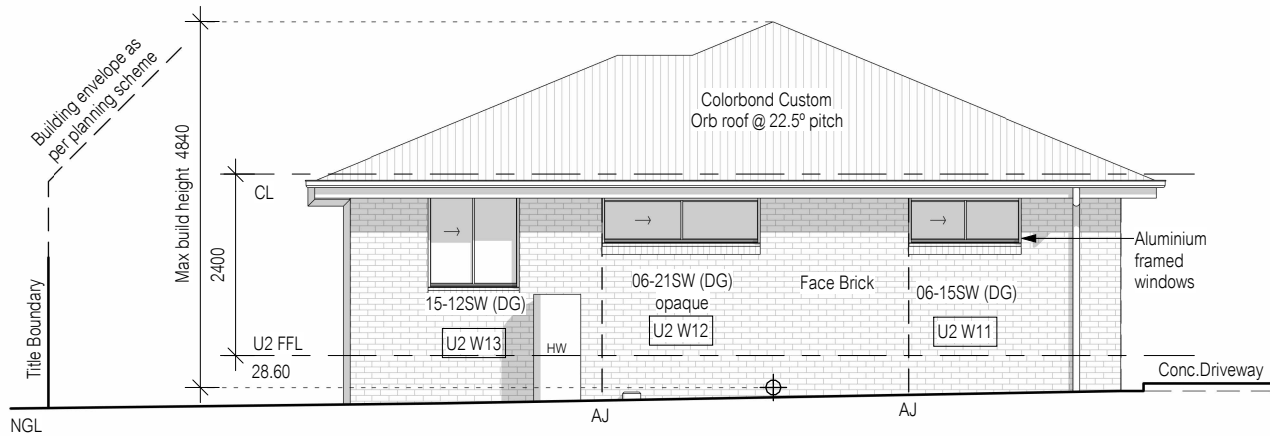 Building envelope as
per planning scheme
Max build height 4840
Colorbond Custom
Orb roof @ 22.5º pitch
CL
2400
Title Boundary
Aluminium
framed
windows
06-21SW (DG)
opaque
Face Brick
06-15SW (DG)
15-12SW (DG)
U2 W12
U2 W11
U2 W13
U2 FFL
28.60
HW
Conc.Driveway
NGL
AJ
AJ